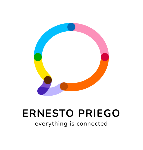 ERNESTO PRIEGO
everything is connected